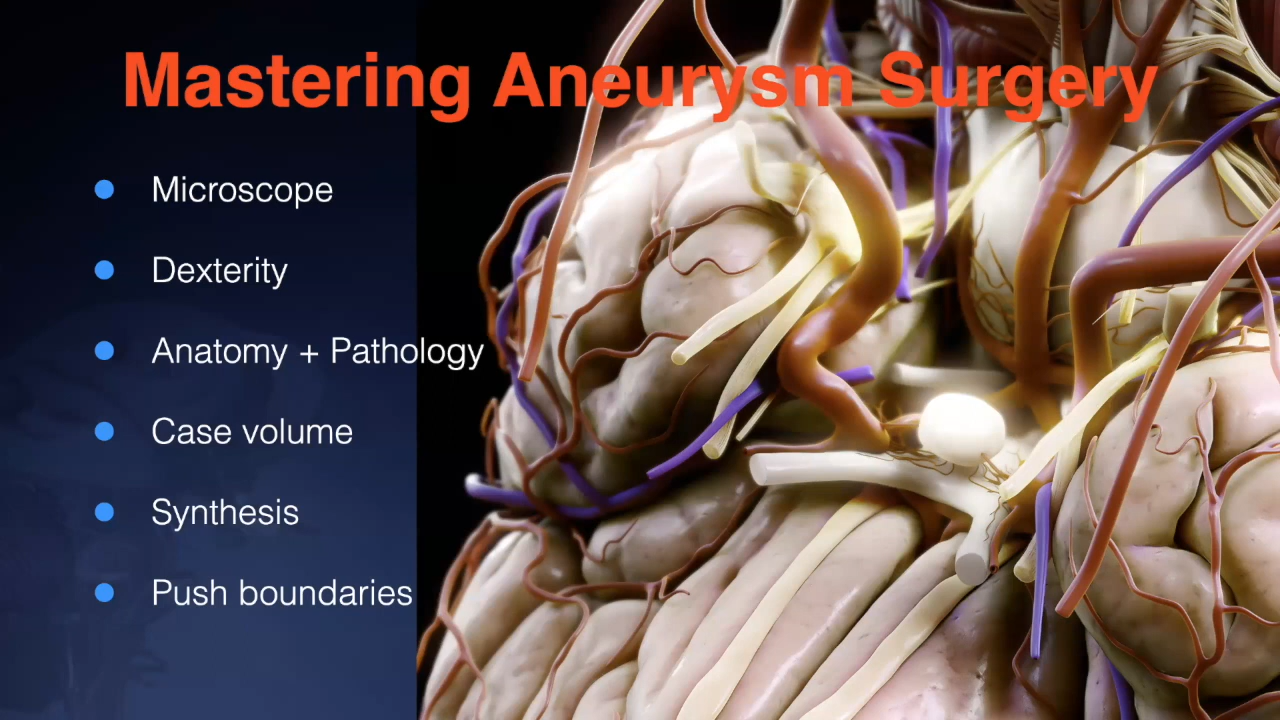 Mastering Aneurysm Surgery
Microscope
Dexterity
Anatomy + Pathology
Case volume
Synthesis
Push boundaries